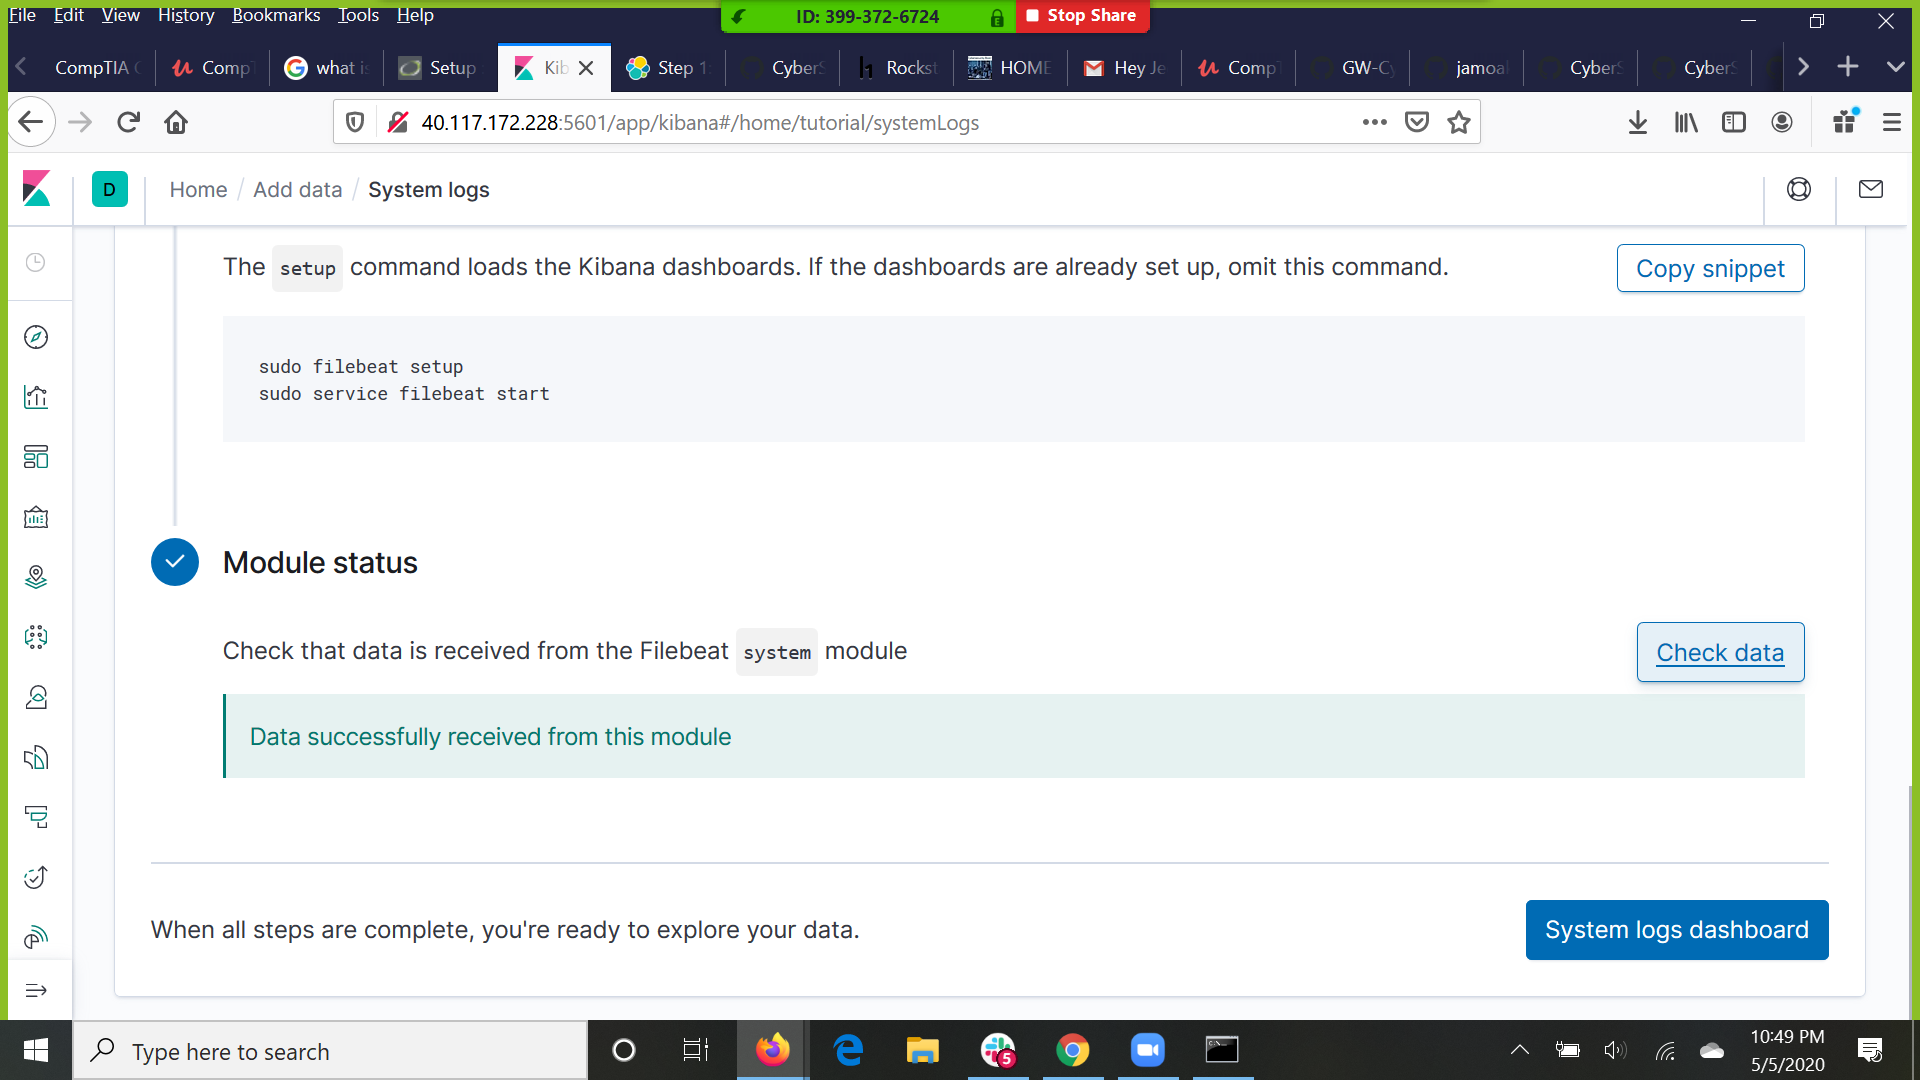 File Edit View History Bookmarks Tools Help
ID: 399-372-6724
Stop Share
CompTIA
Comp
what is
Setup
Kib
Step 1
Cyber
Rockst
HOME
Hey Je
Comp
GW-Cy
jamoa
Cyber
Cyber
40.117.172.228:5601/app/kibana#/home/tutorial/systemLogs
D
Home / Add data / System logs
The setup command loads the Kibana dashboards. If the dashboards are already set up, omit this command.
Copy snippet
sudo filebeat setup
sudo service filebeat start
Module status
Check that data is received from the Filebeat system module
Check data
Data successfully received from this module
When all steps are complete, you're ready to explore your data.
System logs dashboard
Type here to search
5
10:49 PM
5/5/2020